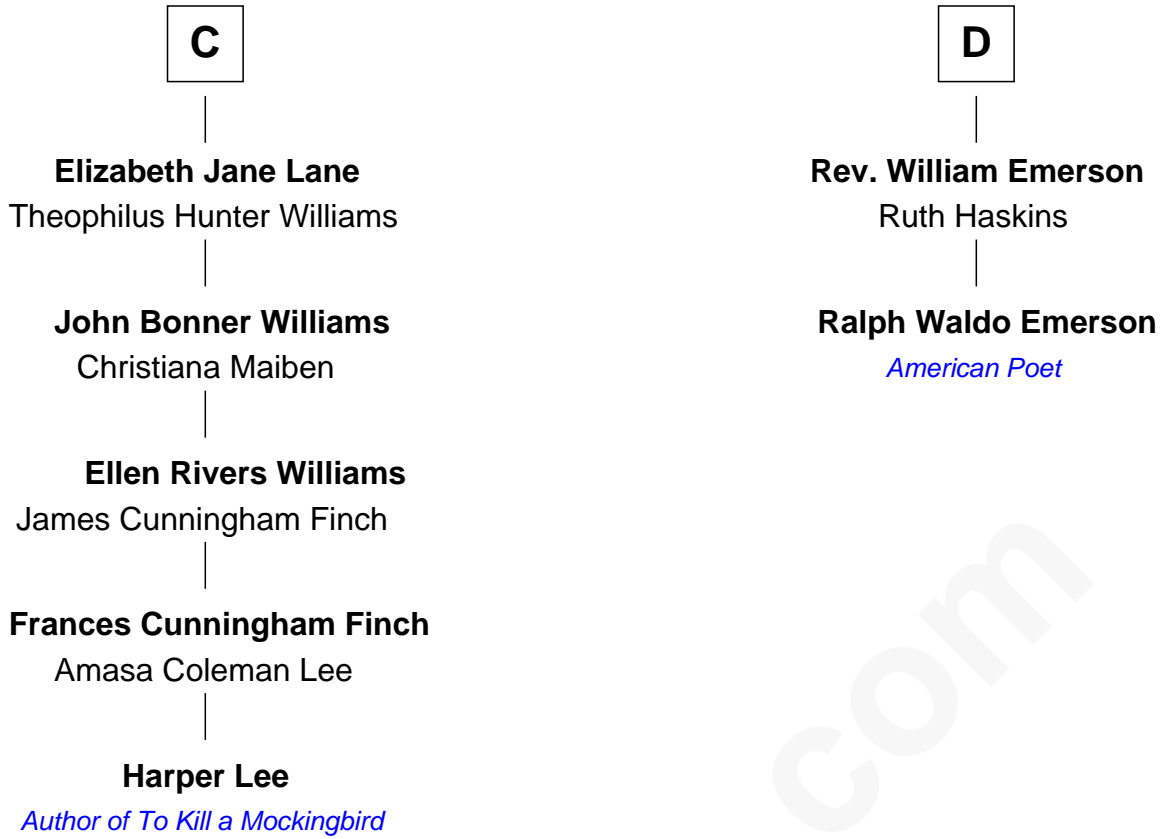 C
Elizabeth Jane Lane
Theophilus Hunter Williams
John Bonner Williams
Christiana Maiben
Ellen Rivers Williams
James Cunningham Finch
Frances Cunningham Finch
Amasa Coleman Lee
Harper Lee
Author of To Kill a Mockingbird
D
Rev. William Emerson
Ruth Haskins
Ralph Waldo Emerson
American Poet
com